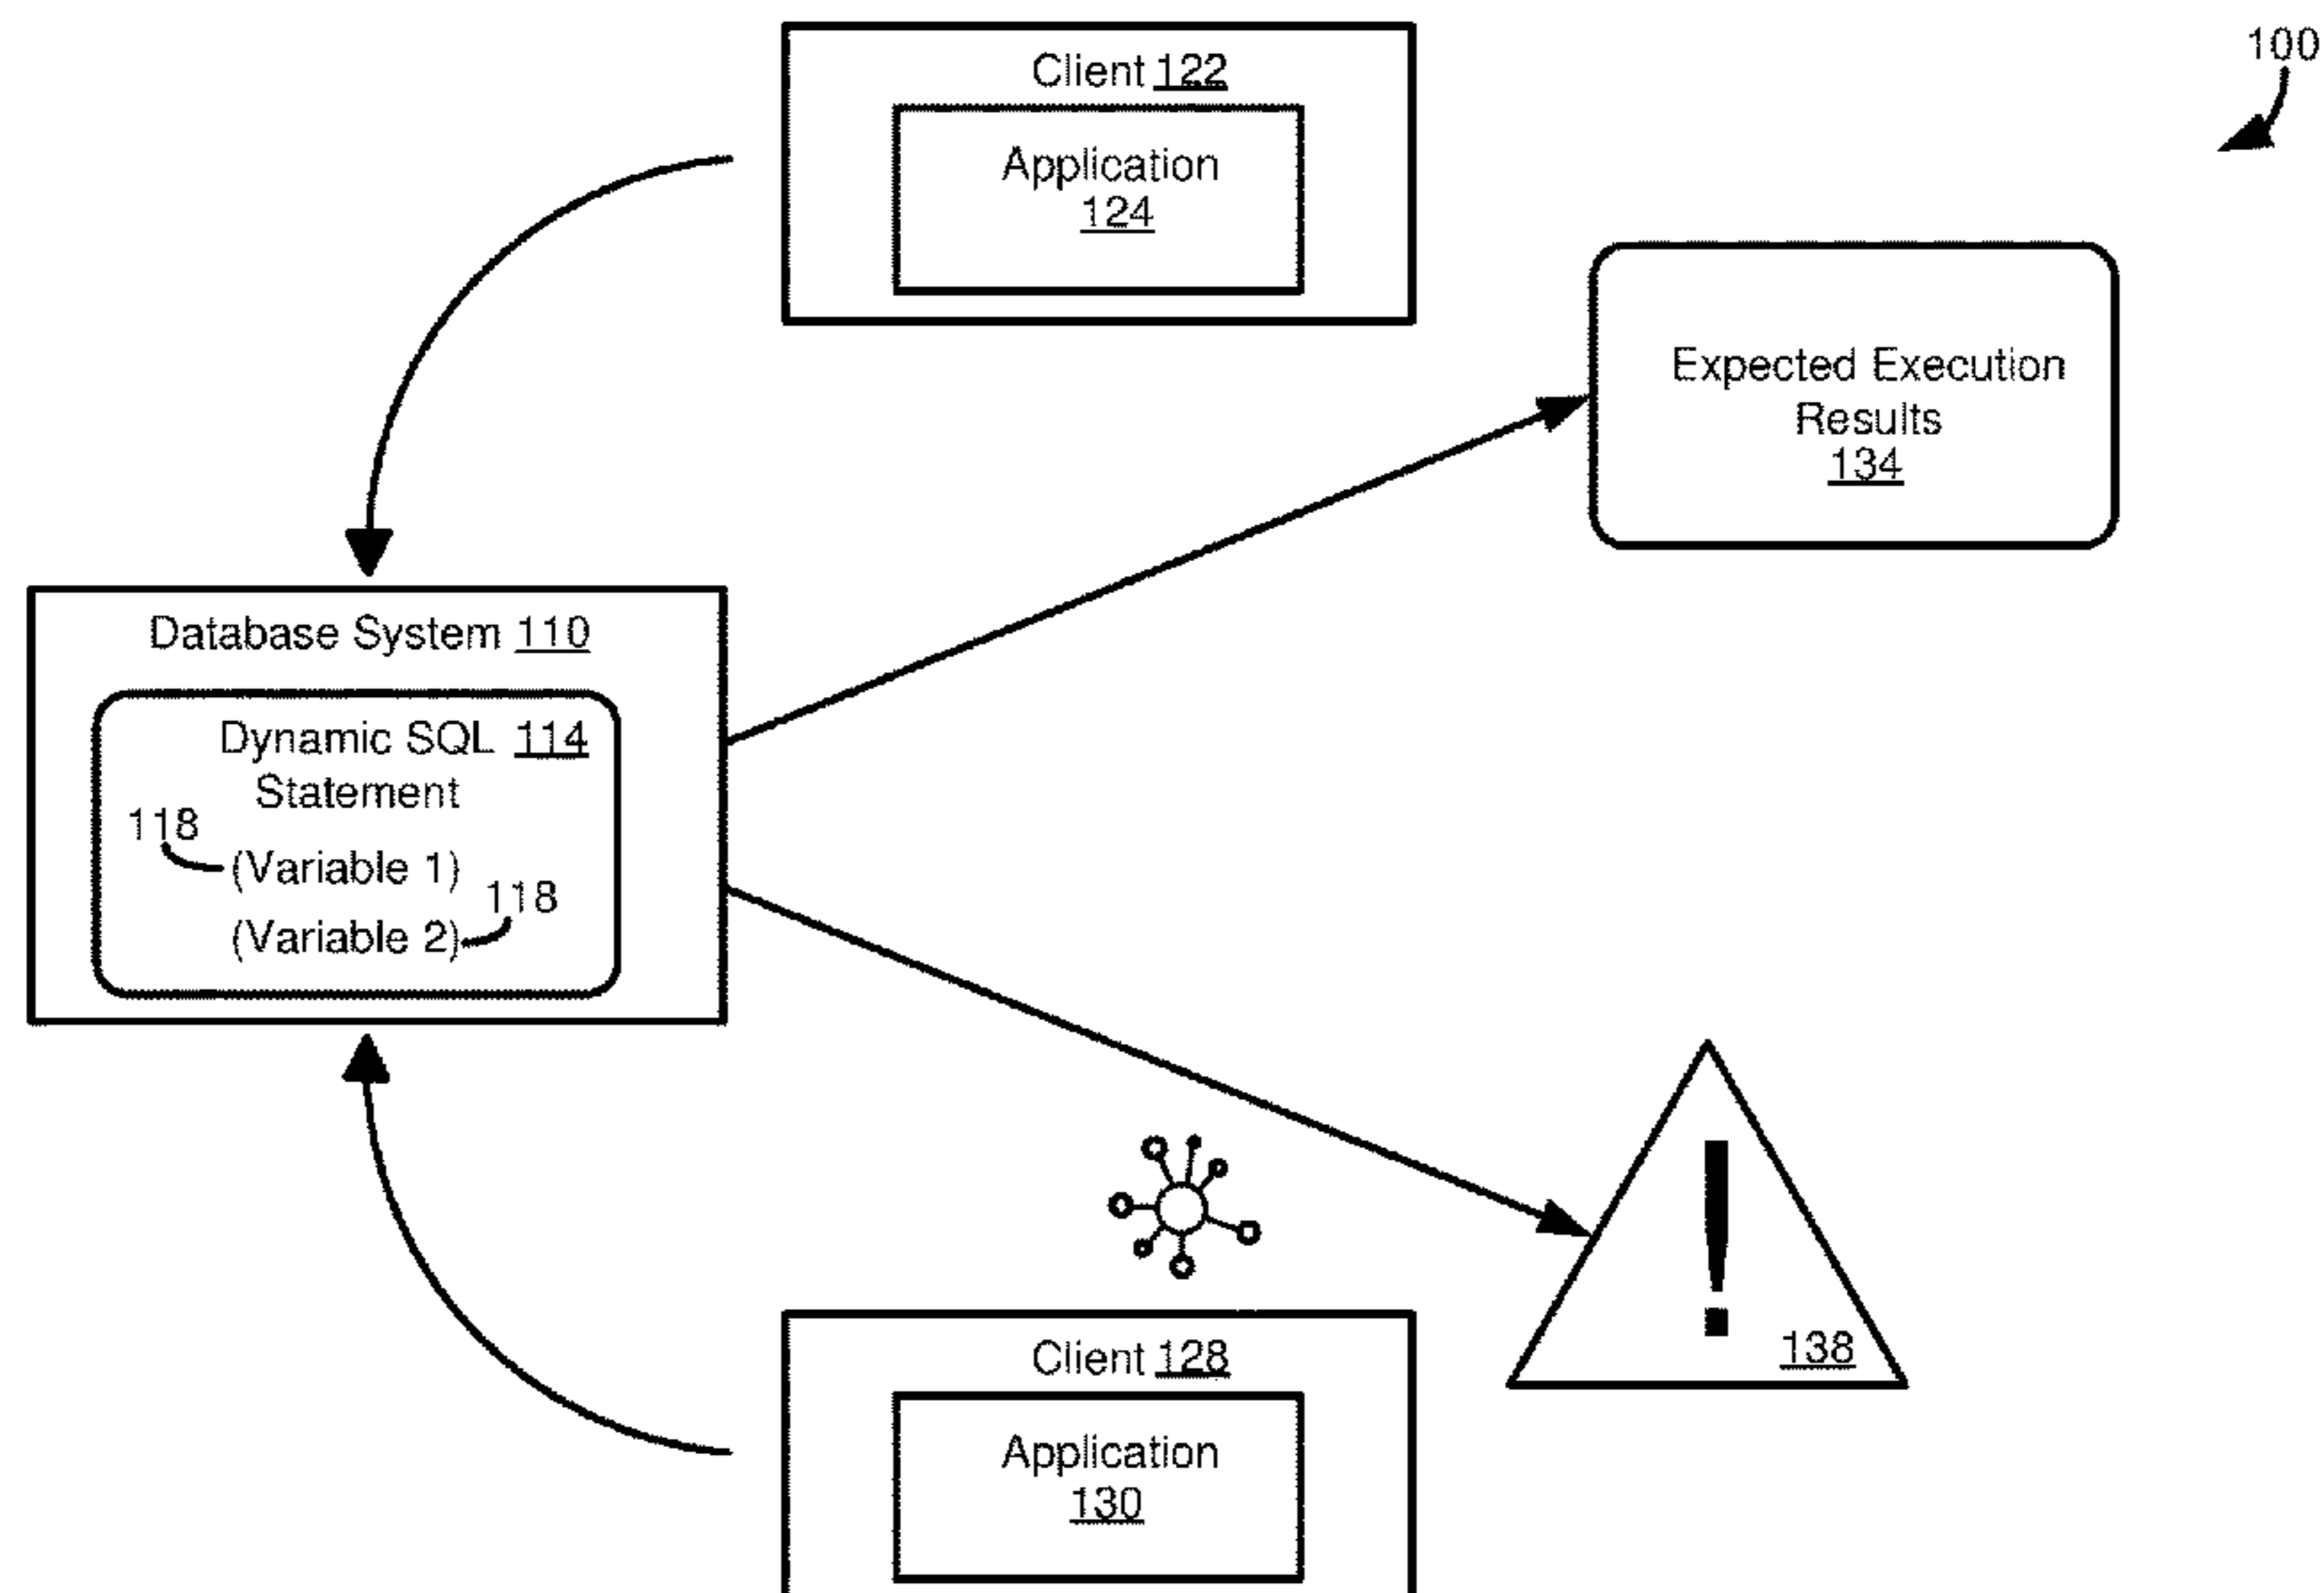 Client 122
100
Application
124
Expected Execution
Results
134
Database System 110
Dynamic SQL 114
Statement
118
(Variable 1)
118
(Variable 2)
!
138
Client 128
Application
130